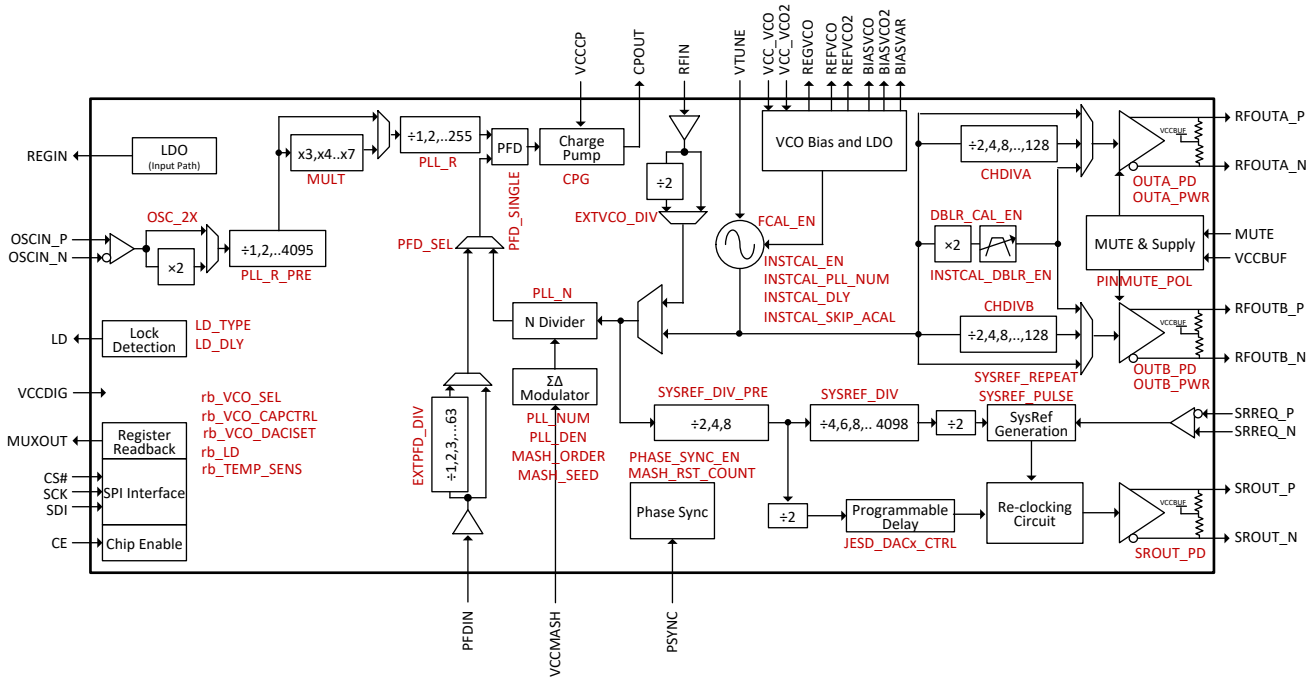 VCCCP
CPOUT
RFIN
VTUNE
VCC_VCO
VCC_VCO2
REGVCO
REFVCO
REFVCO2
BIASVCO
BIASVCO2
BIASVAR
REGIN
LDO
(Input Path)
x3,x4..x7
MULT
÷1,2,..255
PLL_R
PFD
PFD_SINGLE
Charge
Pump
CPG
÷2
EXTVCO_DIV
VCO Bias and LDO
÷2,4,8,..,128
CHDIVA
VCCBUF
OUTA_PD
OUTA_PWR
RFOUTA_P
RFOUTA_N
OSCIN_P
OSCIN_N
OSC_2X
×2
÷1,2,..4095
PLL_R_PRE
PFD_SEL
FCAL_EN
INSTCAL_EN
INSTCAL_PLL_NUM
INSTCAL_DLY
INSTCAL_SKIP_ACAL
DBLR_CAL_EN
×2
INSTCAL_DBLR_EN
MUTE & Supply
PINMUTE_POL
MUTE
VCCBUF
LD
Lock
Detection
LD_TYPE
LD_DLY
PLL_N
N Divider
CHDIVB
÷2,4,8,..,128
VCCBUF
OUTB_PD
OUTB_PWR
RFOUTB_P
RFOUTB_N
VCCDIG
MUXOUT
Register
Readback
rb_VCO_SEL
rb_VCO_CAPCTRL
rb_VCO_DACISET
rb_LD
rb_TEMP_SENS
CS#
SCK
SDI
SPI Interface
CE
Chip Enable
EXTPFD_DIV
÷1,2,3,...63
ΣΔ
Modulator
PLL_NUM
PLL_DEN
MASH_ORDER
MASH_SEED
SYSREF_DIV_PRE
÷2,4,8
SYSREF_DIV
÷4,6,8,.. 4098
÷2
SYSREF_REPEAT
SYSREF_PULSE
SysRef
Generation
SRREQ_P
SRREQ_N
PHASE_SYNC_EN
MASH_RST_COUNT
Phase Sync
÷2
Programmable
Delay
JESD_DACx_CTRL
Re-clocking
Circuit
VCCBUF
SROUT_PD
SROUT_P
SROUT_N
PFDIN
VCCMASH
PSYNC